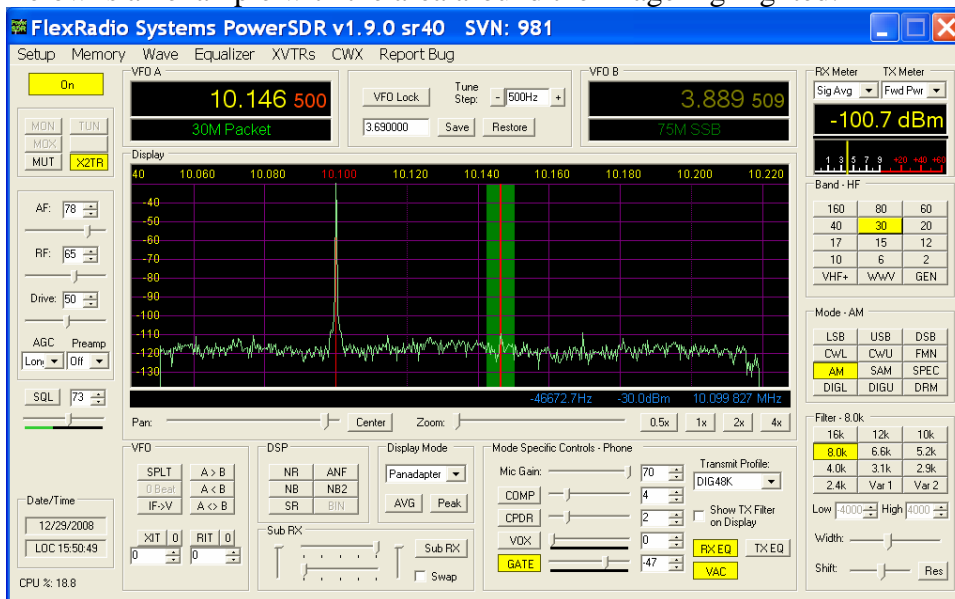 FlexRadio Systems PowerSDR v1.9.0 sr40 SVN: 981
Setup Memory Wave Equalizer XVTRs CWX Report Bug
On
MON TUN
MOX
MUT X2TR
AF: 78
RF: 65
Drive: 50
AGC Preamp
Long Off
SQL 73
Date/Time
12/29/2008
LOC 15:50:49
CPU %: 18.8
VFO A
10.146 500
30M Packet
VFO Lock Tune Step: - 500Hz +
3.690000 Save Restore
VFO B
3.889 509
75M SSB
RX Meter TX Meter
Sig Avg Fwd Pwr
-100.7 dBm
1 3 5 7 9 +20 +40 +60
Display
40 10.060 10.080 10.100 10.120 10.140 10.160 10.180 10.200 10.220
-40
-50
-60
-70
-80
-90
-100
-110
-120
-130
-46672.7Hz -30.0dBm 10.099 827 MHz
Pan: Center Zoom: 0.5x 1x 2x 4x
Band - HF
160 80 60
40 30 20
17 15 12
10 6 2
VHF+ WWV GEN
Mode - AM
LSB USB DSB
CWL CWU FMN
AM SAM SPEC
DIGL DIGU DRM
Filter - 8.0k
16k 12k 10k
8.0k 6.6k 5.2k
4.0k 3.1k 2.9k
2.4k Var 1 Var 2
Low -4000 High 4000
Width:
Shift: Res
VFO
SPLT A > B
0 Beat A < B
IF->V A <> B
XIT 0 RIT 0
0 0
DSP
NR ANF
NB NB2
SR BIN
Display Mode
Panadapter
AVG Peak
Sub RX
Sub RX
Swap
Mode Specific Controls - Phone
Mic Gain: 70
COMP 4
CPDR 2
VOX 0
GATE -47
Transmit Profile:
DIG48K
Show TX Filter on Display
RX EQ TX EQ
VAC